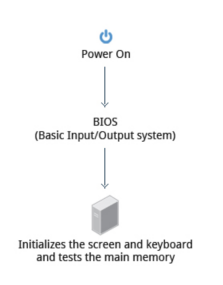 Power On
BIOS
(Basic Input/Output system)
Initializes the screen and keyboard
and tests the main memory